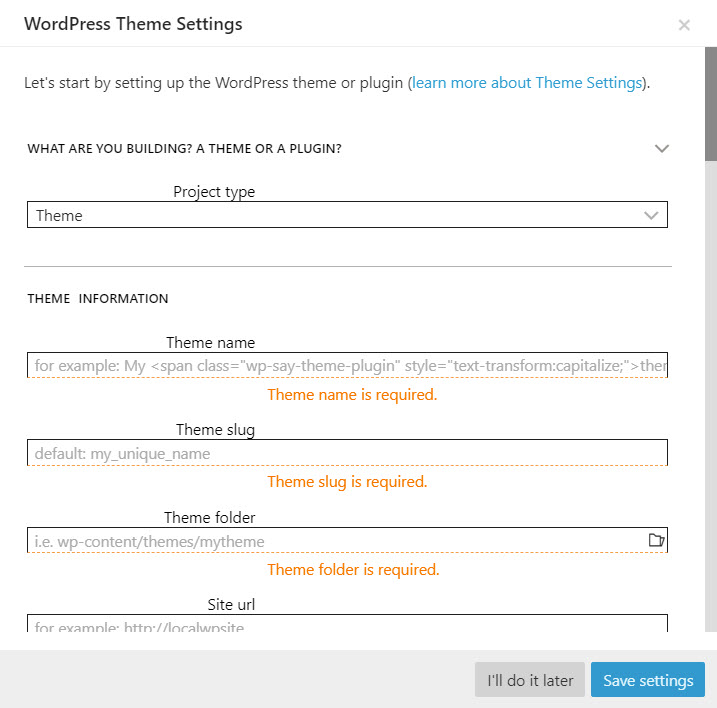 WordPress Theme Settings
Let's start by setting up the WordPress theme or plugin (learn more about Theme Settings).
WHAT ARE YOU BUILDING? A THEME OR A PLUGIN?
Project type
Theme
THEME INFORMATION
Theme name
for example: My <span class="wp-say-theme-plugin" style="text-transform:capitalize;">
Theme name is required.
Theme slug
default: my_unique_name
Theme slug is required.
Theme folder
i.e. wp-content/themes/mytheme
Theme folder is required.
Site url
for example: http://localwpsite
I'll do it later
Save settings